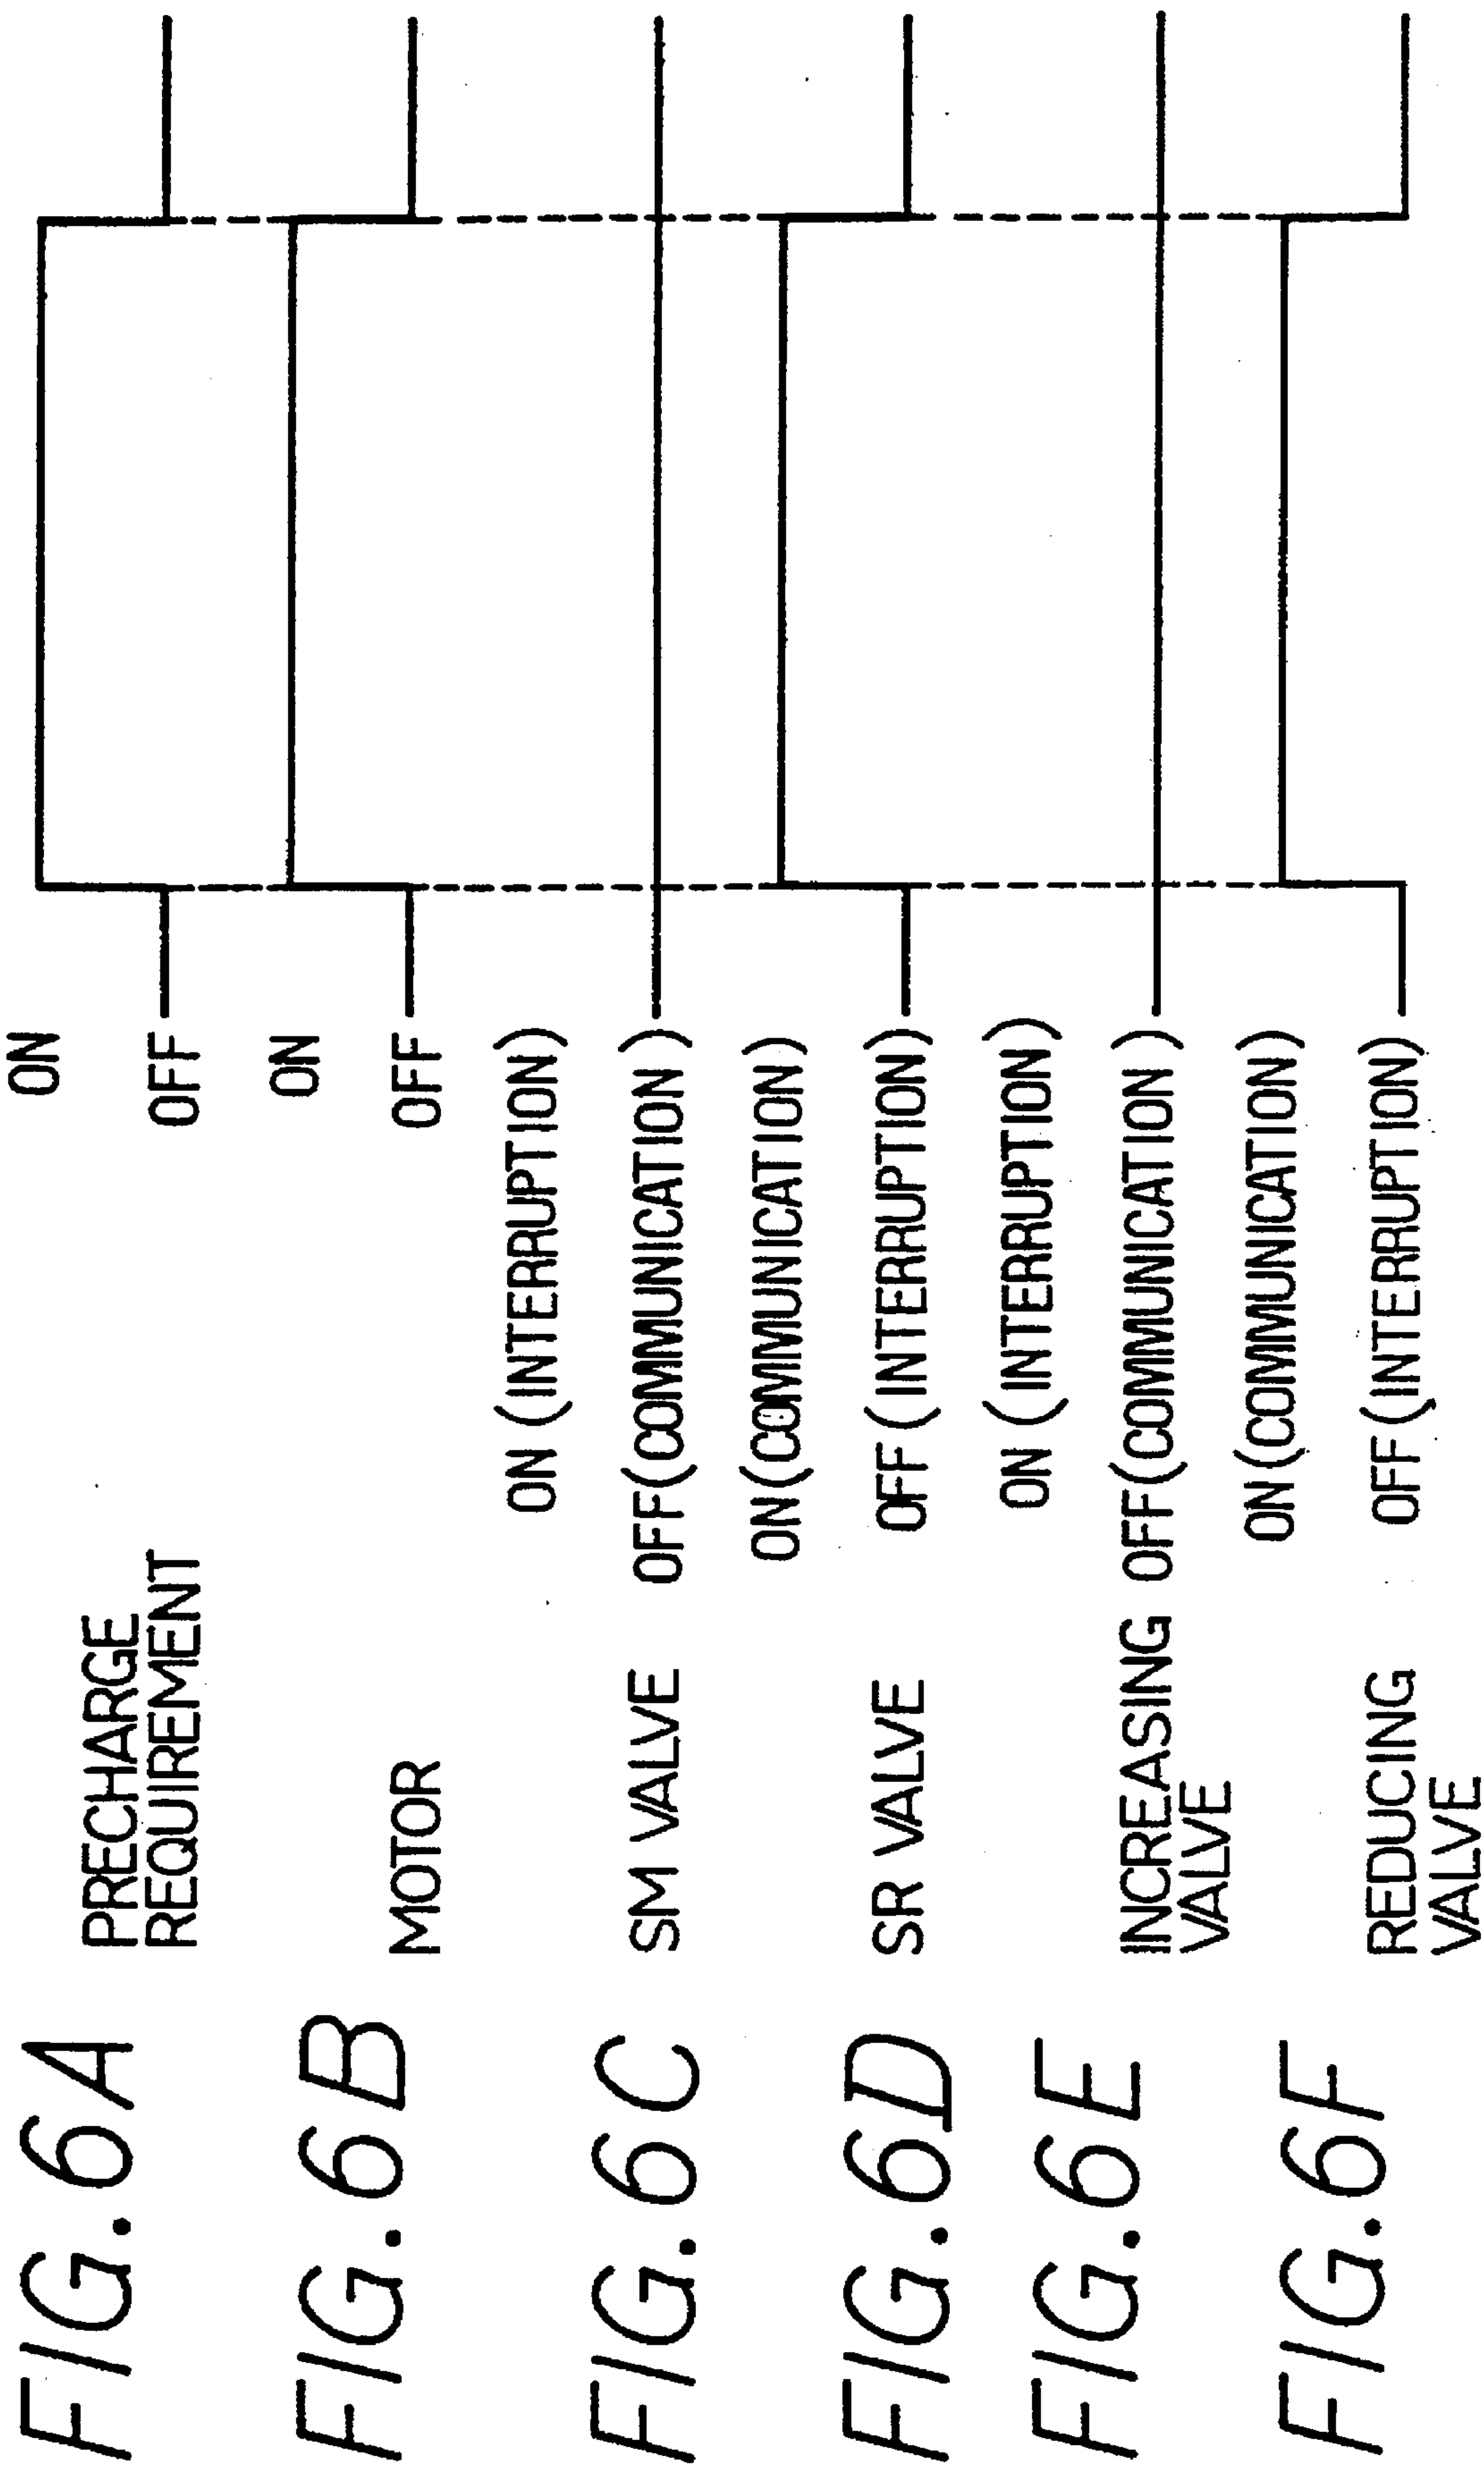 FIG. 6A
PRECHARGE
REQUIREMENT
ON
OFF
FIG. 6B
MOTOR
ON
OFF
FIG. 6C
SM VALVE
ON (INTERRUPTION)
OFF(COMMUNICATION)
FIG. 6D
SR VALVE
ON(COMMUNICATION)
OFF (INTERRUPTION)
FIG. 6E
INCREASING
VALVE
ON (INTERRUPTION)
OFF(COMMUNICATION)
FIG. 6F
REDUCING
VALVE
ON(COMMUNICATION)
OFF(INTERRUPTION)